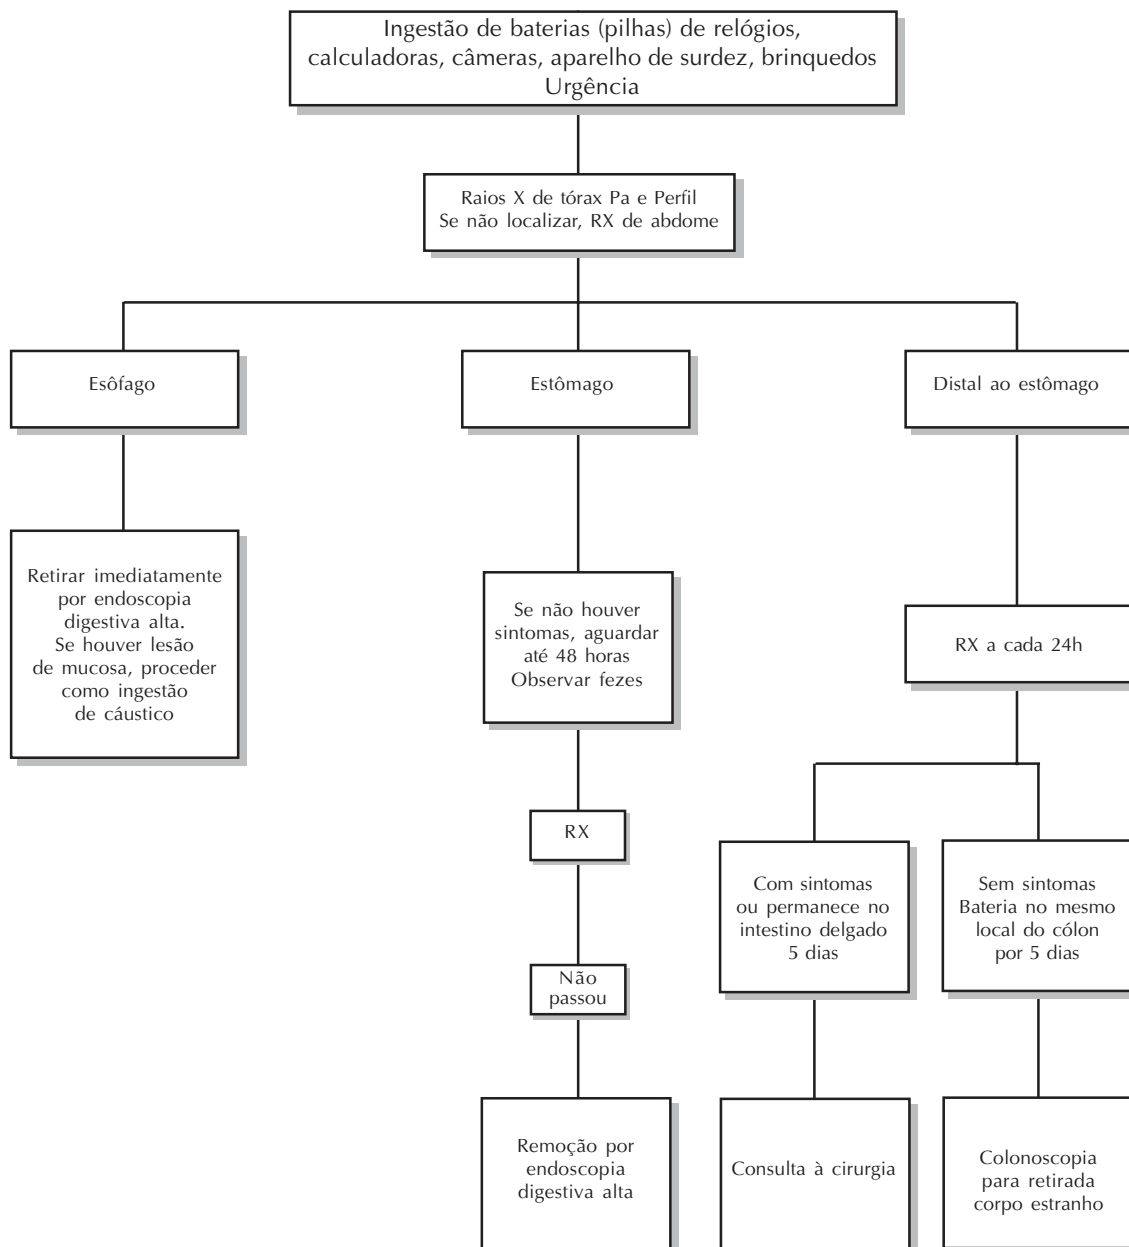 Ingestão de baterias (pilhas) de relógios,
calculadoras, câmeras, aparelho de surdez, brinquedos
Urgência
Raios X de tórax Pa e Perfil
Se não localizar, RX de abdome
Esôfago
Estômago
Distal ao estômago
Retirar imediatamente
por endoscopia
digestiva alta.
Se houver lesão
de mucosa, proceder
como ingestão
de cáustico
Se não houver
sintomas, aguardar
até 48 horas
Observar fezes
RX a cada 24h
RX
Com sintomas
ou permanece no
intestino delgado
5 dias
Sem sintomas
Bateria no mesmo
local do cólon
por 5 dias
Não
passou
Remoção por
endoscopia
digestiva alta
Consulta à cirurgia
Colonoscopia
para retirada
corpo estranho